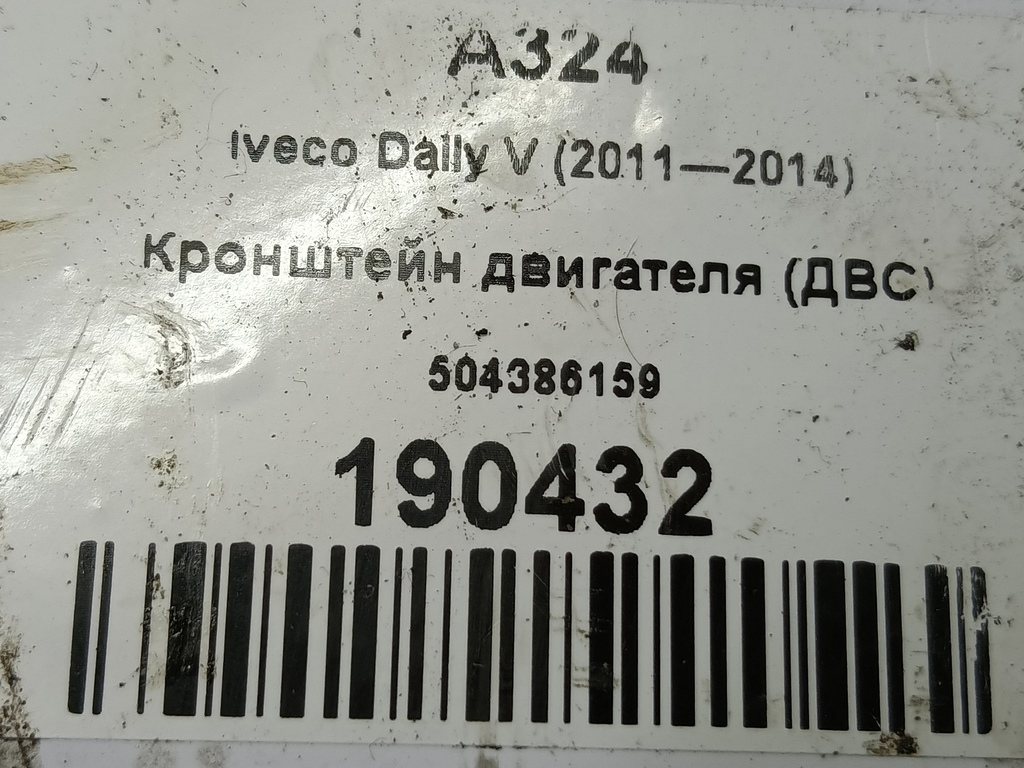 A324
Iveco Daily V (2011—2014)
Кронштейн двигателя (ДВС)
504386159
190432